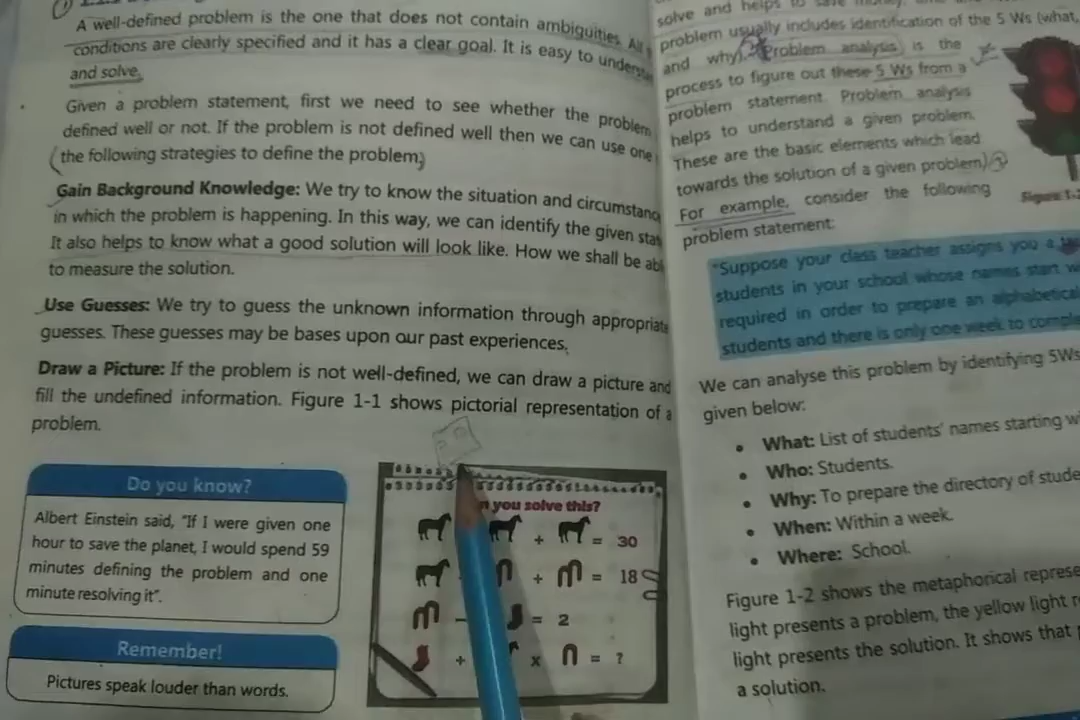 A well-defined problem is the one that does not contain ambiguities. All
conditions are clearly specified and it has a clear goal. It is easy to
and solve.
Given a problem statement, first we need to see whether the problem
defined well or not. If the problem is not defined well then we can use one
(the following strategies to define the problem)
Gain Background Knowledge: We try to know the situation and
in which the problem is happening. In this way, we can identify the given
It also helps to know what a good solution will look like. How we shall be
to measure the solution.
Use Guesses: We try to guess the unknown information through appropriate
guesses. These guesses may be bases upon our past experiences.
Draw a Picture: If the problem is not well-defined, we can draw a picture and
fill the undefined information. Figure 1-1 shows pictorial representation of a
problem.
Do you know?
Albert Einstein said, "If I were given one
hour to save the planet, I would spend 59
minutes defining the problem and one
minute resolving it".
Remember!
Pictures speak louder than words.
you solve this?
+ = 30
+ = 18
- = 2
+ x = ?
solve and helps to save
problem usually includes identification of the 5 Ws (what,
and why). Problem analysis is the
process to figure out these 5 Ws from a
problem statement. Problem analysis
helps to understand a given problem.
These are the basic elements which lead
towards the solution of a given problem)
For example, consider the following
problem statement:
Figure 1-2
"Suppose your class teacher assigns you a
students in your school whose names start
required in order to prepare an alphabetical
students and there is only one week to
We can analyse this problem by identifying 5Ws
given below:
• What: List of students' names starting
• Who: Students.
• Why: To prepare the directory of
• When: Within a week.
• Where: School.
Figure 1-2 shows the metaphorical
light presents a problem, the yellow light
light presents the solution. It shows that
a solution.